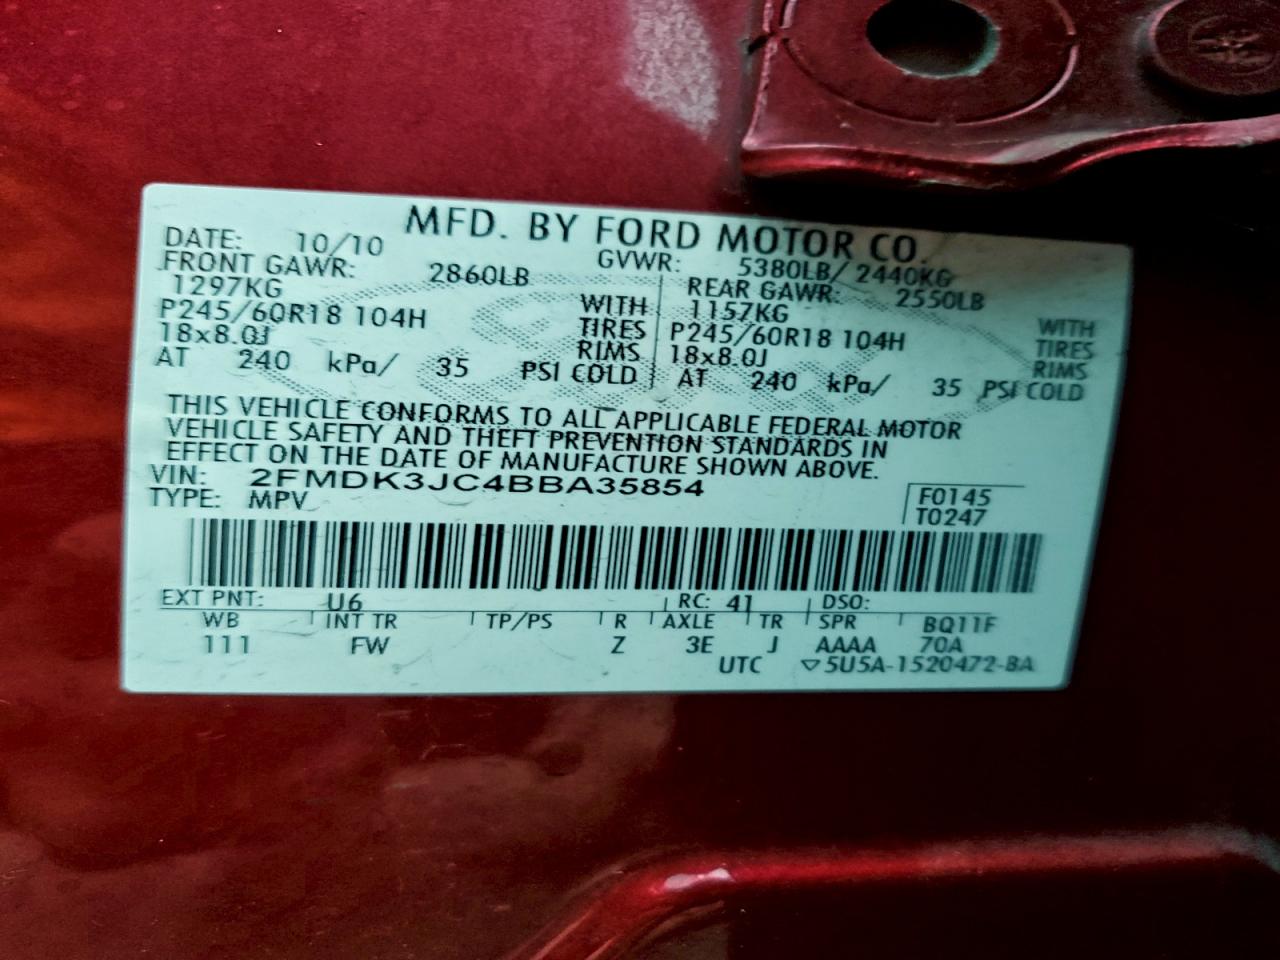 MFD. BY FORD MOTOR CO.
DATE: 10/10 GVWR: 5380LB/ 2440KG
FRONT GAWR: 2860LB REAR GAWR: 2550LB
1297KG WITH 1157KG WITH
P245/60R18 104H TIRES P245/60R18 104H TIRES
18x8.0J RIMS 18x8.0J RIMS
AT 240 kPa/ 35 PSI COLD AT 240 kPa/ 35 PSI COLD
THIS VEHICLE CONFORMS TO ALL APPLICABLE FEDERAL MOTOR
VEHICLE SAFETY AND THEFT PREVENTION STANDARDS IN
EFFECT ON THE DATE OF MANUFACTURE SHOWN ABOVE.
VIN: 2FMDK3JC4BBA35854
TYPE: MPV F0145
T0247
EXT PNT: U6 RC: 41 DSO:
WB INT TR TP/PS R AXLE TR SPR BQ11F
111 FW Z 3E J AAAA 70A
UTC ▽5U5A-1520472-BA